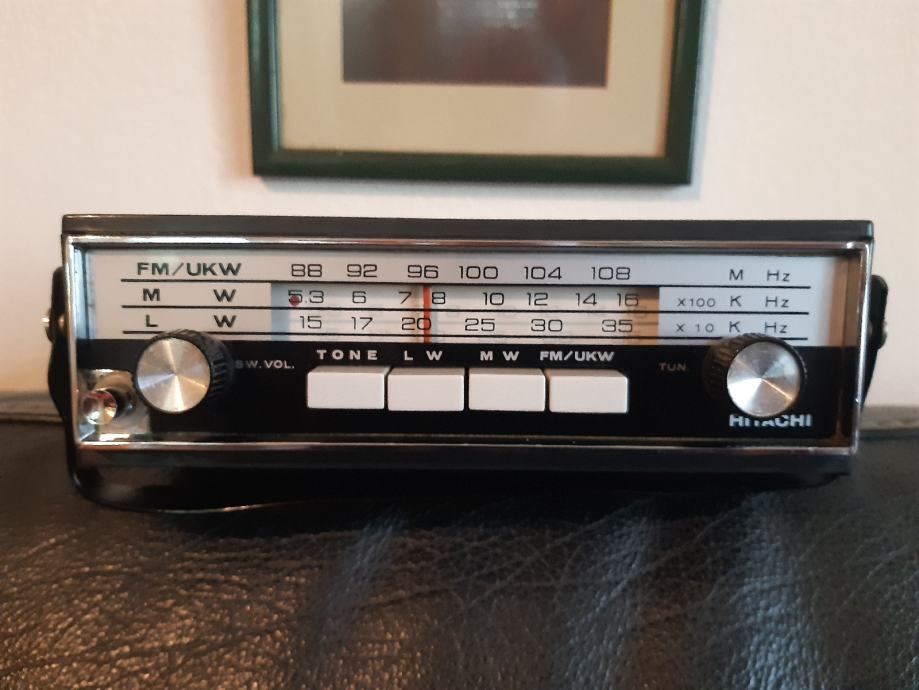 FM/UKW 88 92 96 100 104 108 M Hz
M W 5.3 6 7 8 10 12 14 16 X100 K Hz
L W 15 17 20 25 30 35 X 10 K Hz
SW.VOL. TONE L W M W FM/UKW TUN.
HITACHI